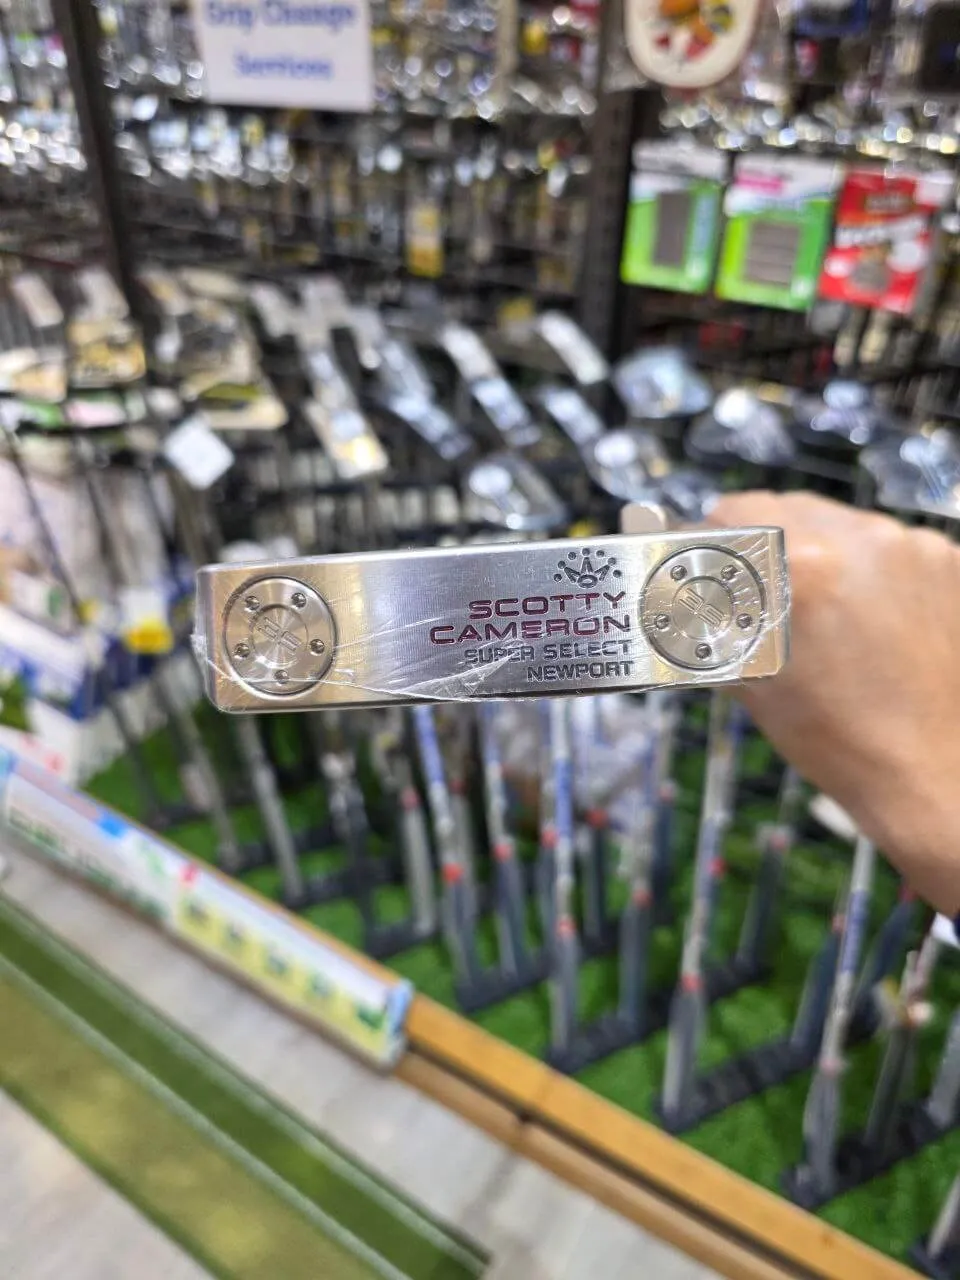 Grip Change
Services
SCOTTY
CAMERON
SUPER SELECT
NEWPORT